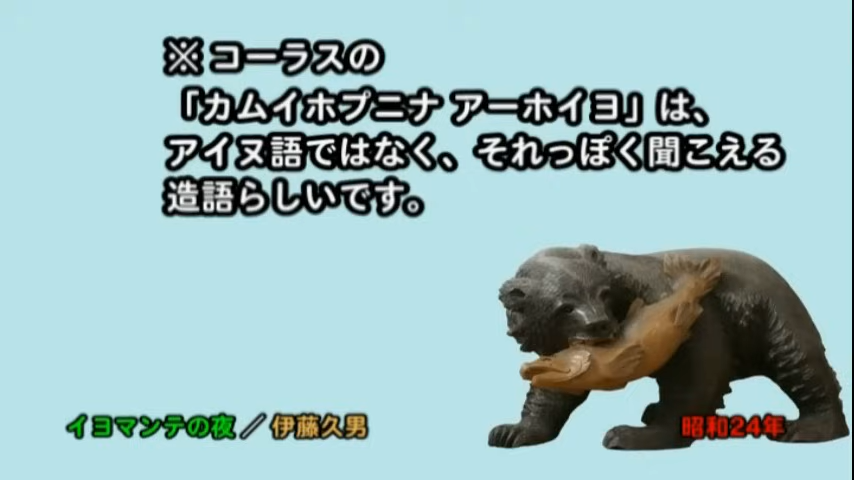 ※ コーラスの
「カムイホプニナ アーホイヨ」は、
アイヌ語ではなく、それっぽく聞こえる
造語らしいです。
イヨマンテの夜／伊藤久男
昭和24年